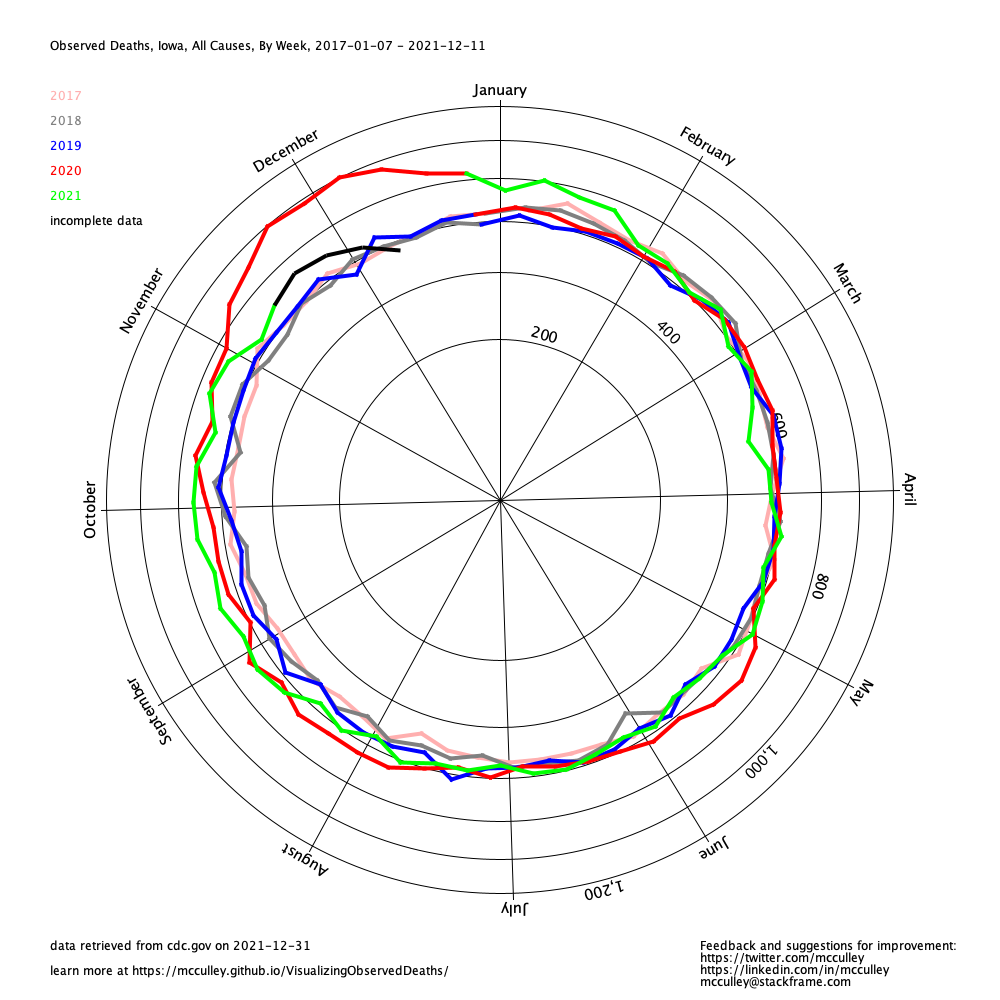 Observed Deaths, Iowa, All Causes, By Week, 2017-01-07 - 2021-12-11
2017
2018
2019
2020
2021
incomplete data
January
February
March
April
May
June
July
August
September
October
November
December
200
400
600
800
1,000
1,200
data retrieved from cdc.gov on 2021-12-31
learn more at https://mcculley.github.io/VisualizingObservedDeaths/
Feedback and suggestions for improvement:
https://twitter.com/mcculley
https://linkedin.com/in/mcculley
mcculley@stackframe.com